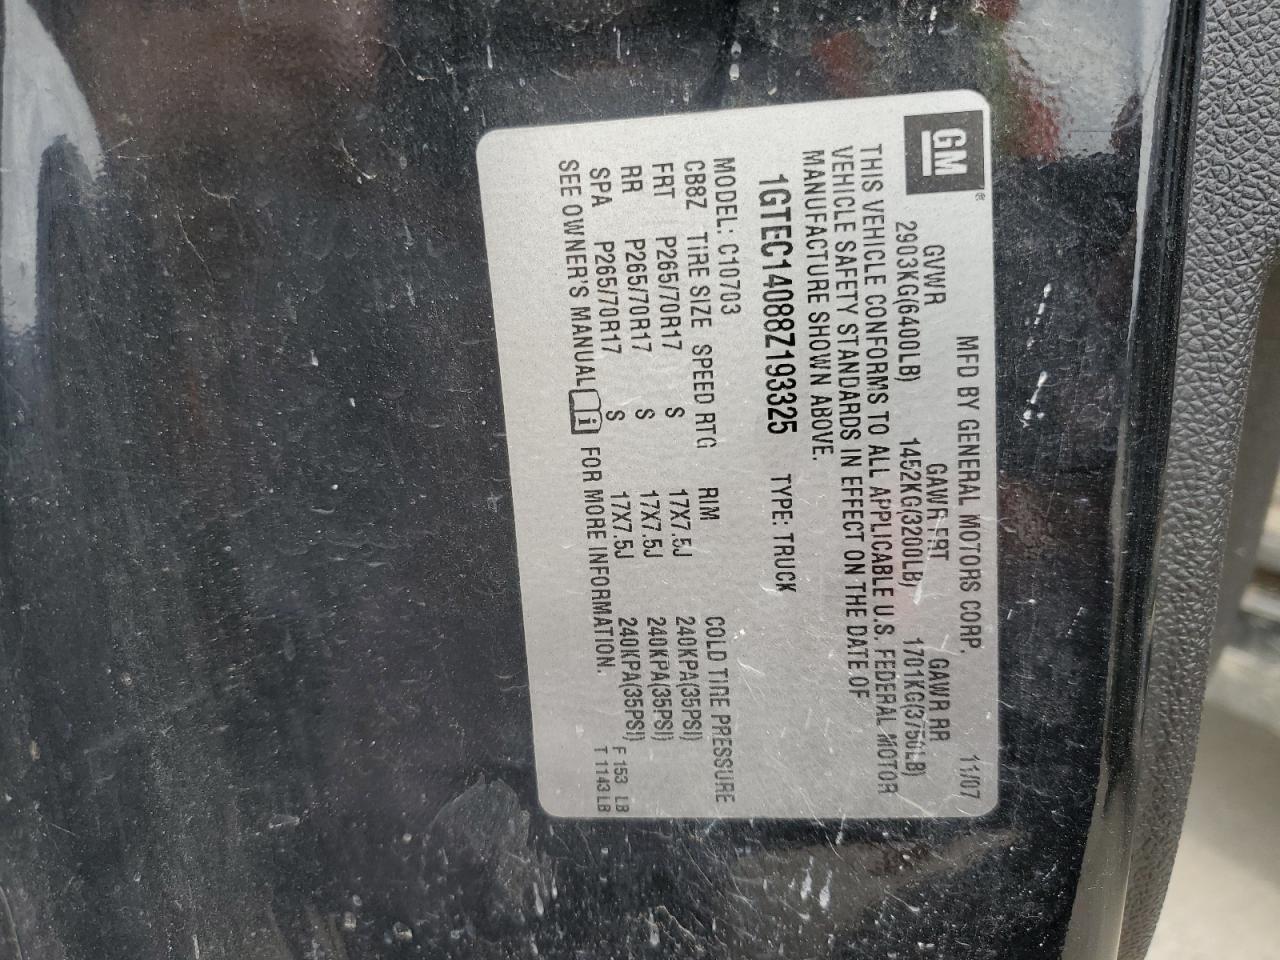 GM ®
MFD BY GENERAL MOTORS CORP. 11/07
GVWR GAWR FRT GAWR RR
2903KG(6400LB) 1452KG(3200LB) 1701KG(3750LB)
THIS VEHICLE CONFORMS TO ALL APPLICABLE U.S. FEDERAL MOTOR
VEHICLE SAFETY STANDARDS IN EFFECT ON THE DATE OF
MANUFACTURE SHOWN ABOVE.
1GTEC14088Z193325 TYPE: TRUCK
MODEL: C10703
CB8Z TIRE SIZE SPEED RTG RIM COLD TIRE PRESSURE
FRT P265/70R17 S 17X7.5J 240KPA(35PSI)
RR P265/70R17 S 17X7.5J 240KPA(35PSI)
SPA P265/70R17 S 17X7.5J 240KPA(35PSI) F 153 LB
SEE OWNER'S MANUAL i FOR MORE INFORMATION. T 1143 LB